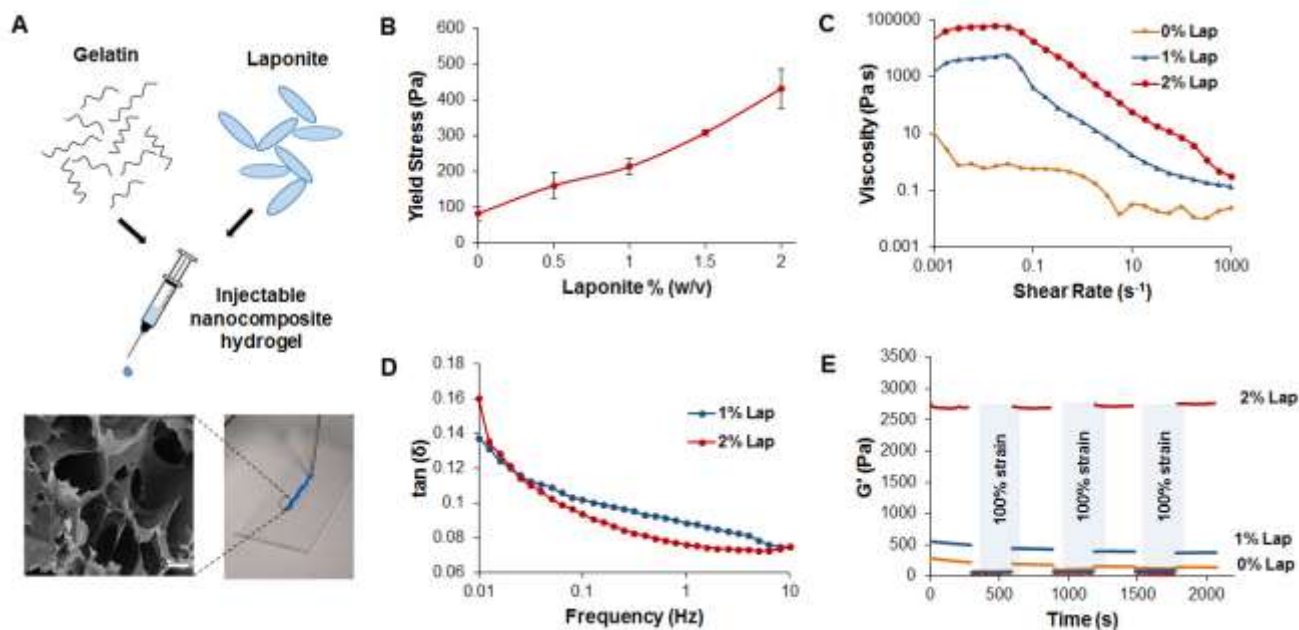 A
Gelatin
Laponite
Injectable
nanocomposite
hydrogel
B
Yield Stress (Pa)
600
500
400
300
200
100
0
0 0.5 1 1.5 2
Laponite % (w/v)
C
Viscosity (Pa s)
100000
1000
10
0.1
0.001
0.001 0.1 10 1000
Shear Rate (s⁻¹)
0% Lap
1% Lap
2% Lap
D
tan (δ)
0.18
0.16
0.14
0.12
0.1
0.08
0.06
0.01 0.1 1 10
Frequency (Hz)
1% Lap
2% Lap
E
G' (Pa)
3500
3000
2500
2000
1500
1000
500
0
0 500 1000 1500 2000
Time (s)
100% strain
100% strain
100% strain
2% Lap
1% Lap
0% Lap